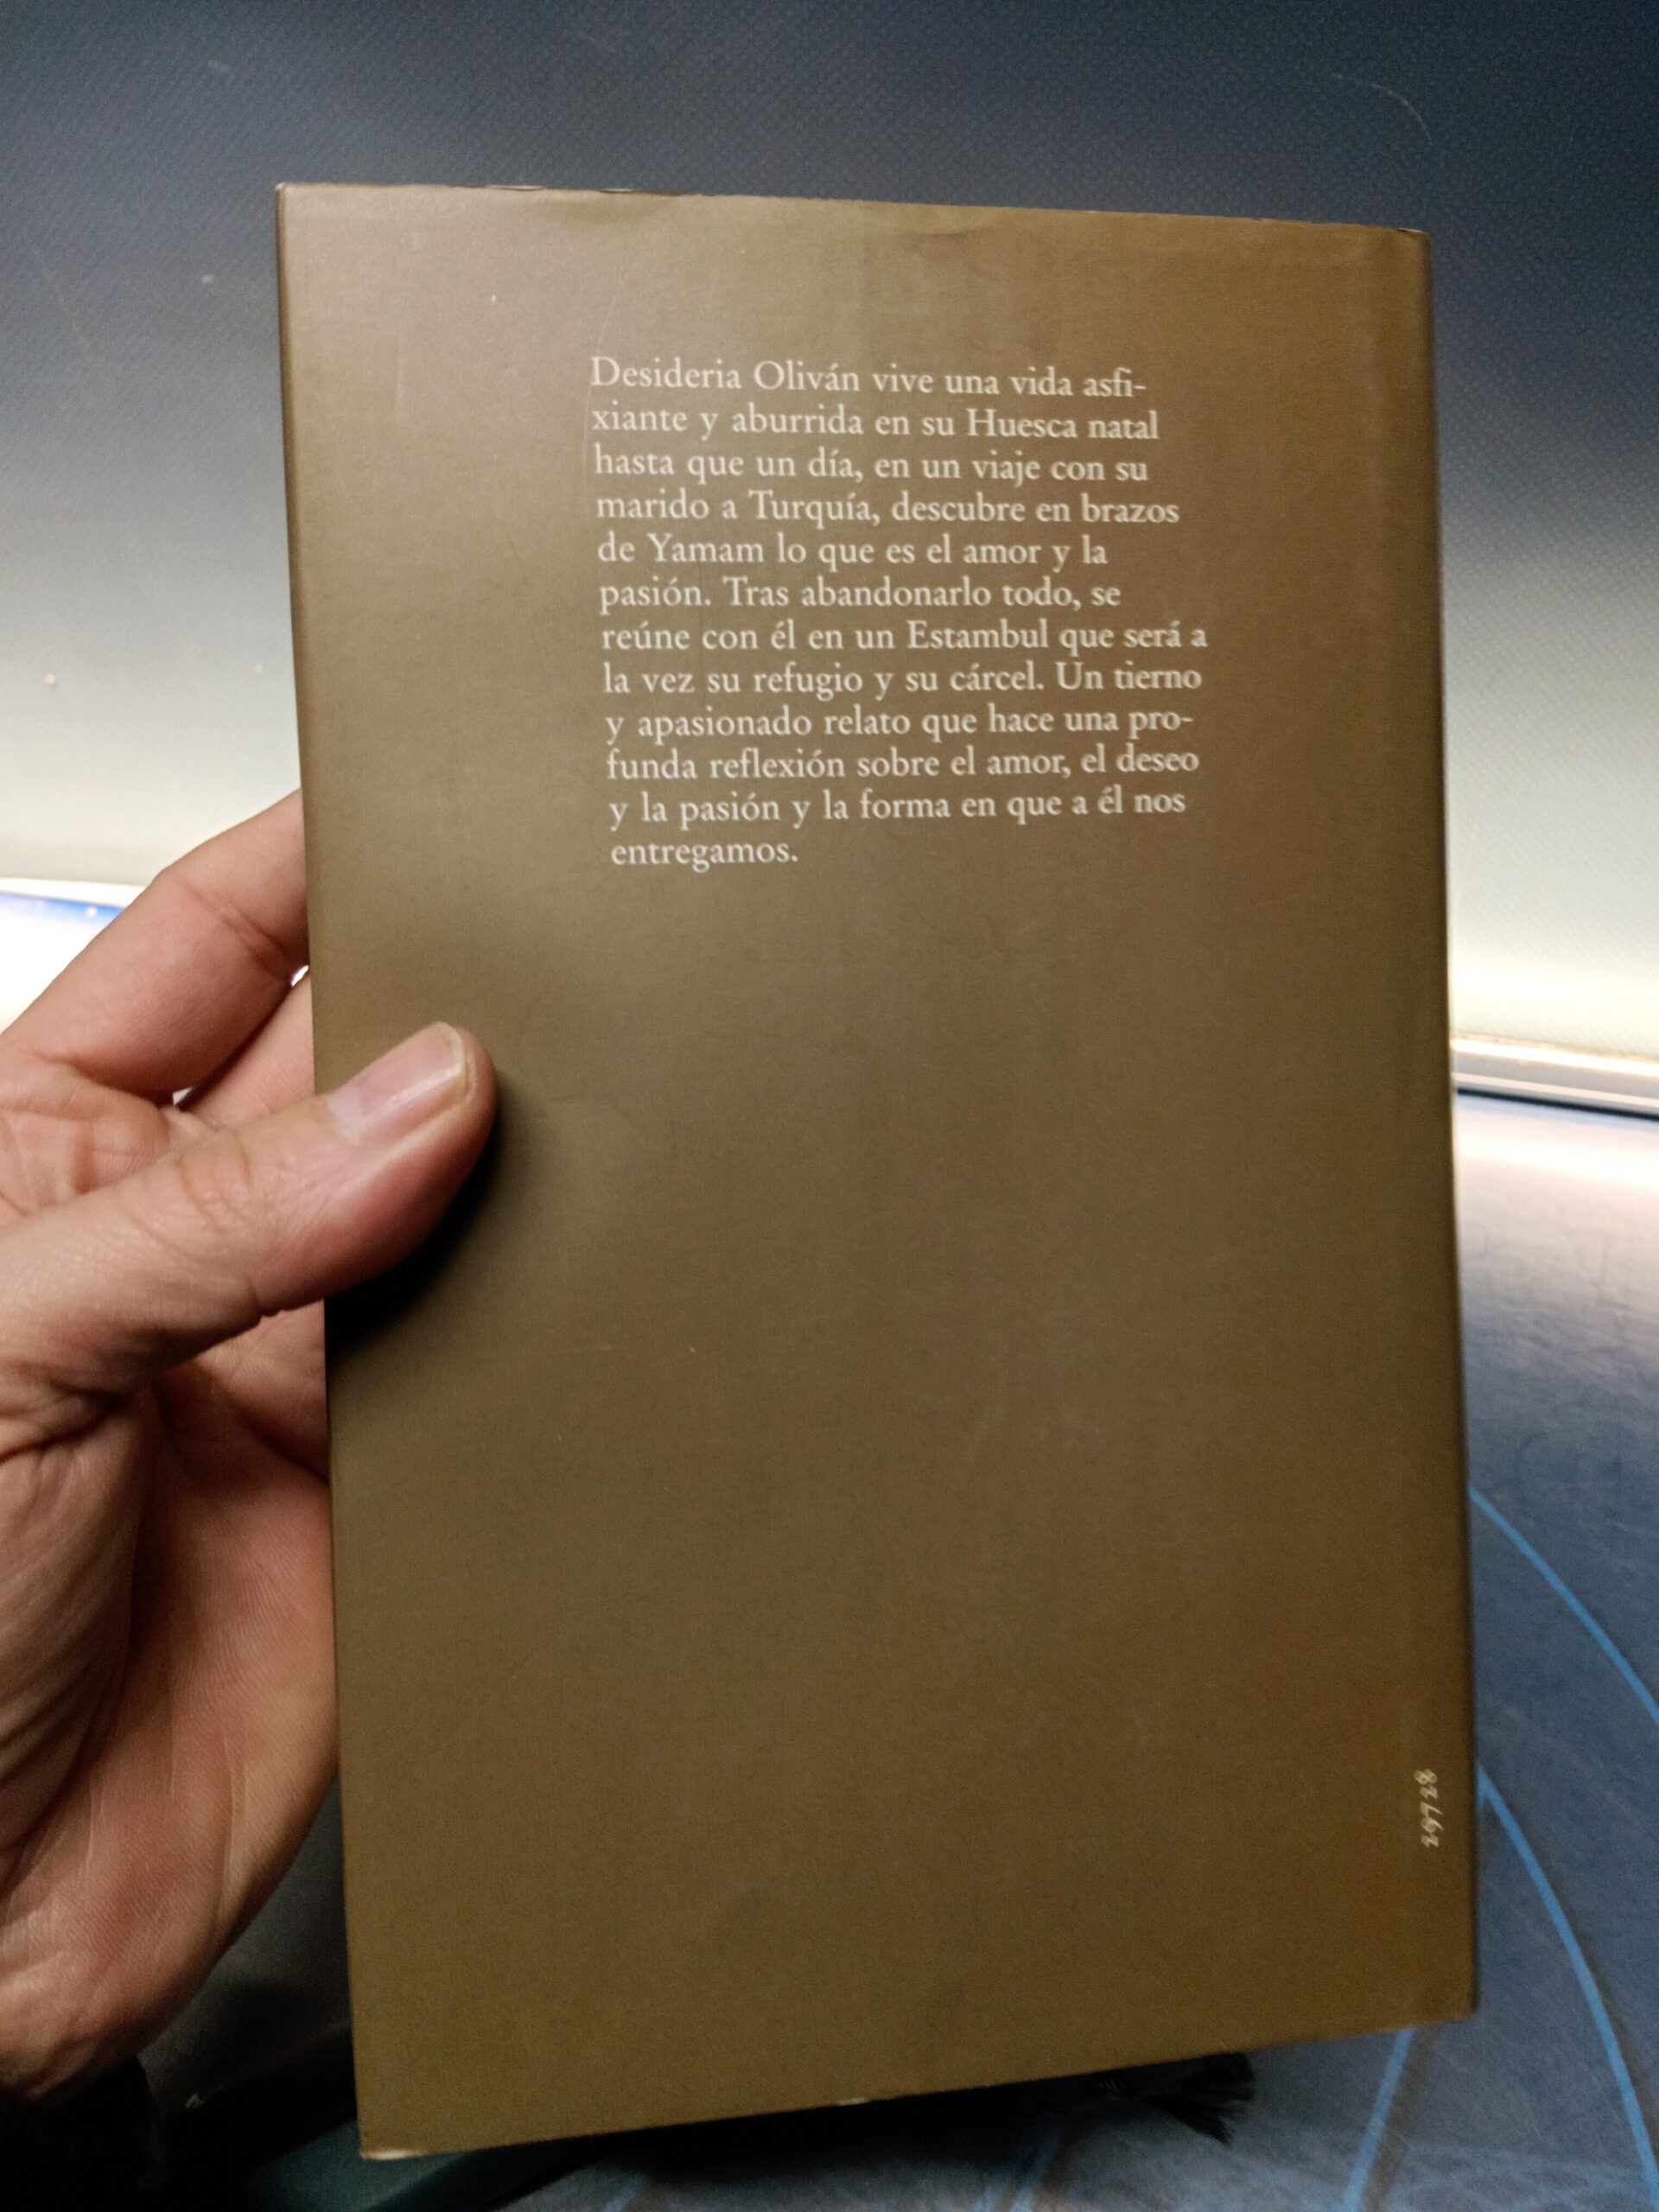 Desideria Oliván vive una vida asfi-
xiante y aburrida en su Huesca natal
hasta que un día, en un viaje con su
marido a Turquía, descubre en brazos
de Yamam lo que es el amor y la
pasión. Tras abandonarlo todo, se
reúne con él en un Estambul que será a
la vez su refugio y su cárcel. Un tierno
y apasionado relato que hace una pro-
funda reflexión sobre el amor, el deseo
y la pasión y la forma en que a él nos
entregamos.
29728